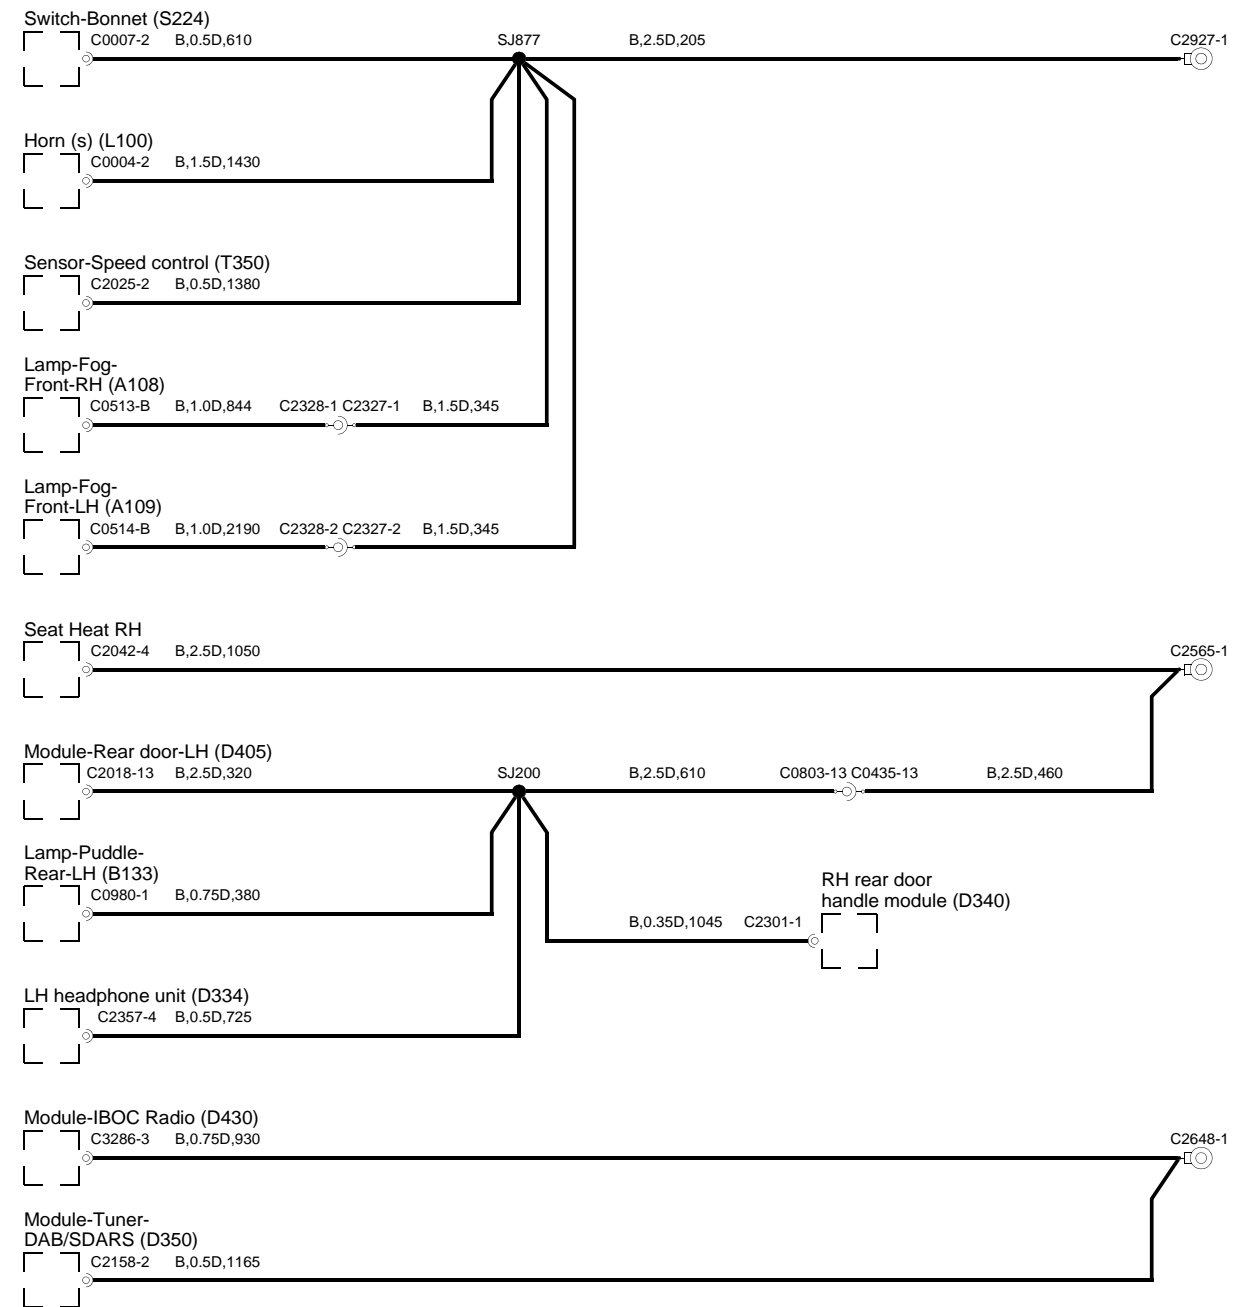 Switch-Bonnet (S224)
C0007-2 B,0.5D,610 SJ877 B,2.5D,205 C2927-1
Horn (s) (L100)
C0004-2 B,1.5D,1430
Sensor-Speed control (T350)
C2025-2 B,0.5D,1380
Lamp-Fog-
Front-RH (A108)
C0513-B B,1.0D,844 C2328-1 C2327-1 B,1.5D,345
Lamp-Fog-
Front-LH (A109)
C0514-B B,1.0D,2190 C2328-2 C2327-2 B,1.5D,345
Seat Heat RH
C2042-4 B,2.5D,1050 C2565-1
Module-Rear door-LH (D405)
C2018-13 B,2.5D,320 SJ200 B,2.5D,610 C0803-13 C0435-13 B,2.5D,460
Lamp-Puddle-
Rear-LH (B133)
C0980-1 B,0.75D,380
RH rear door
handle module (D340)
B,0.35D,1045 C2301-1
LH headphone unit (D334)
C2357-4 B,0.5D,725
Module-IBOC Radio (D430)
C3286-3 B,0.75D,930 C2648-1
Module-Tuner-
DAB/SDARS (D350)
C2158-2 B,0.5D,1165